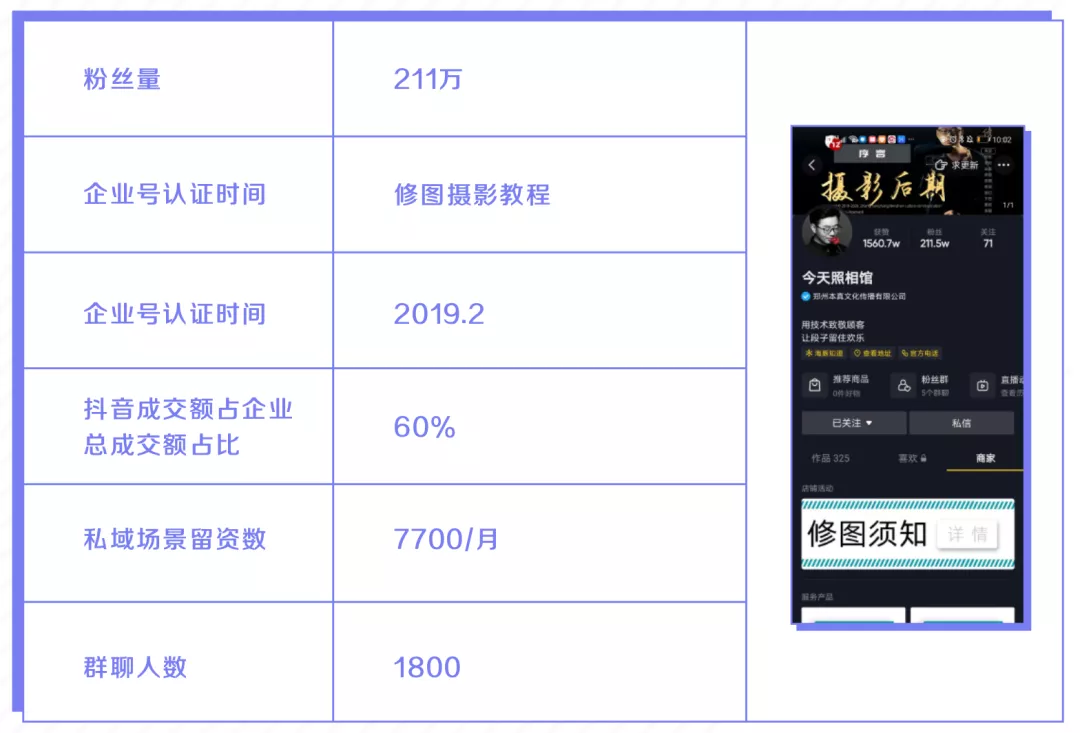 粉丝量
211万
企业号认证时间
修图摄影教程
企业号认证时间
2019.2
抖音成交额占企业
总成交额占比
60%
私域场景留资数
7700/月
群聊人数
1800
10:02
序言
求更新
摄影后期
1/1
获赞
粉丝
关注
1560.7w
211.5w
71
今天照相馆
郑州本真文化传播有限公司
用技术致敬顾客
让段子留住欢乐
查看地址
官方电话
推荐商品
粉丝群
直播动
0件好物
5个群聊
查看历
已关注
私信
作品 325
喜欢
商家
店铺活动
修图须知
详 情
服务产品